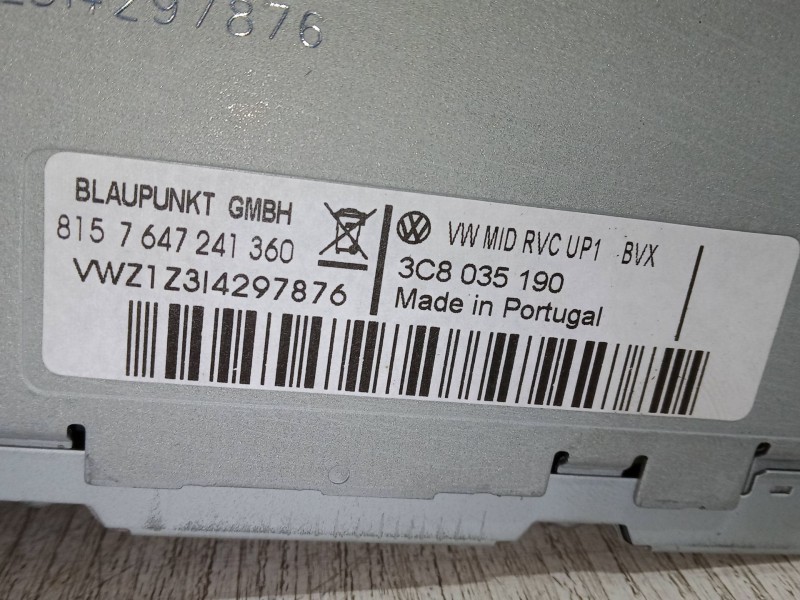 Z3I4297876
BLAUPUNKT GMBH
815 7 647 241 360
VWZ1Z3I4297876
VW MID RVC UP1 BVX
3C8 035 190
Made in Portugal